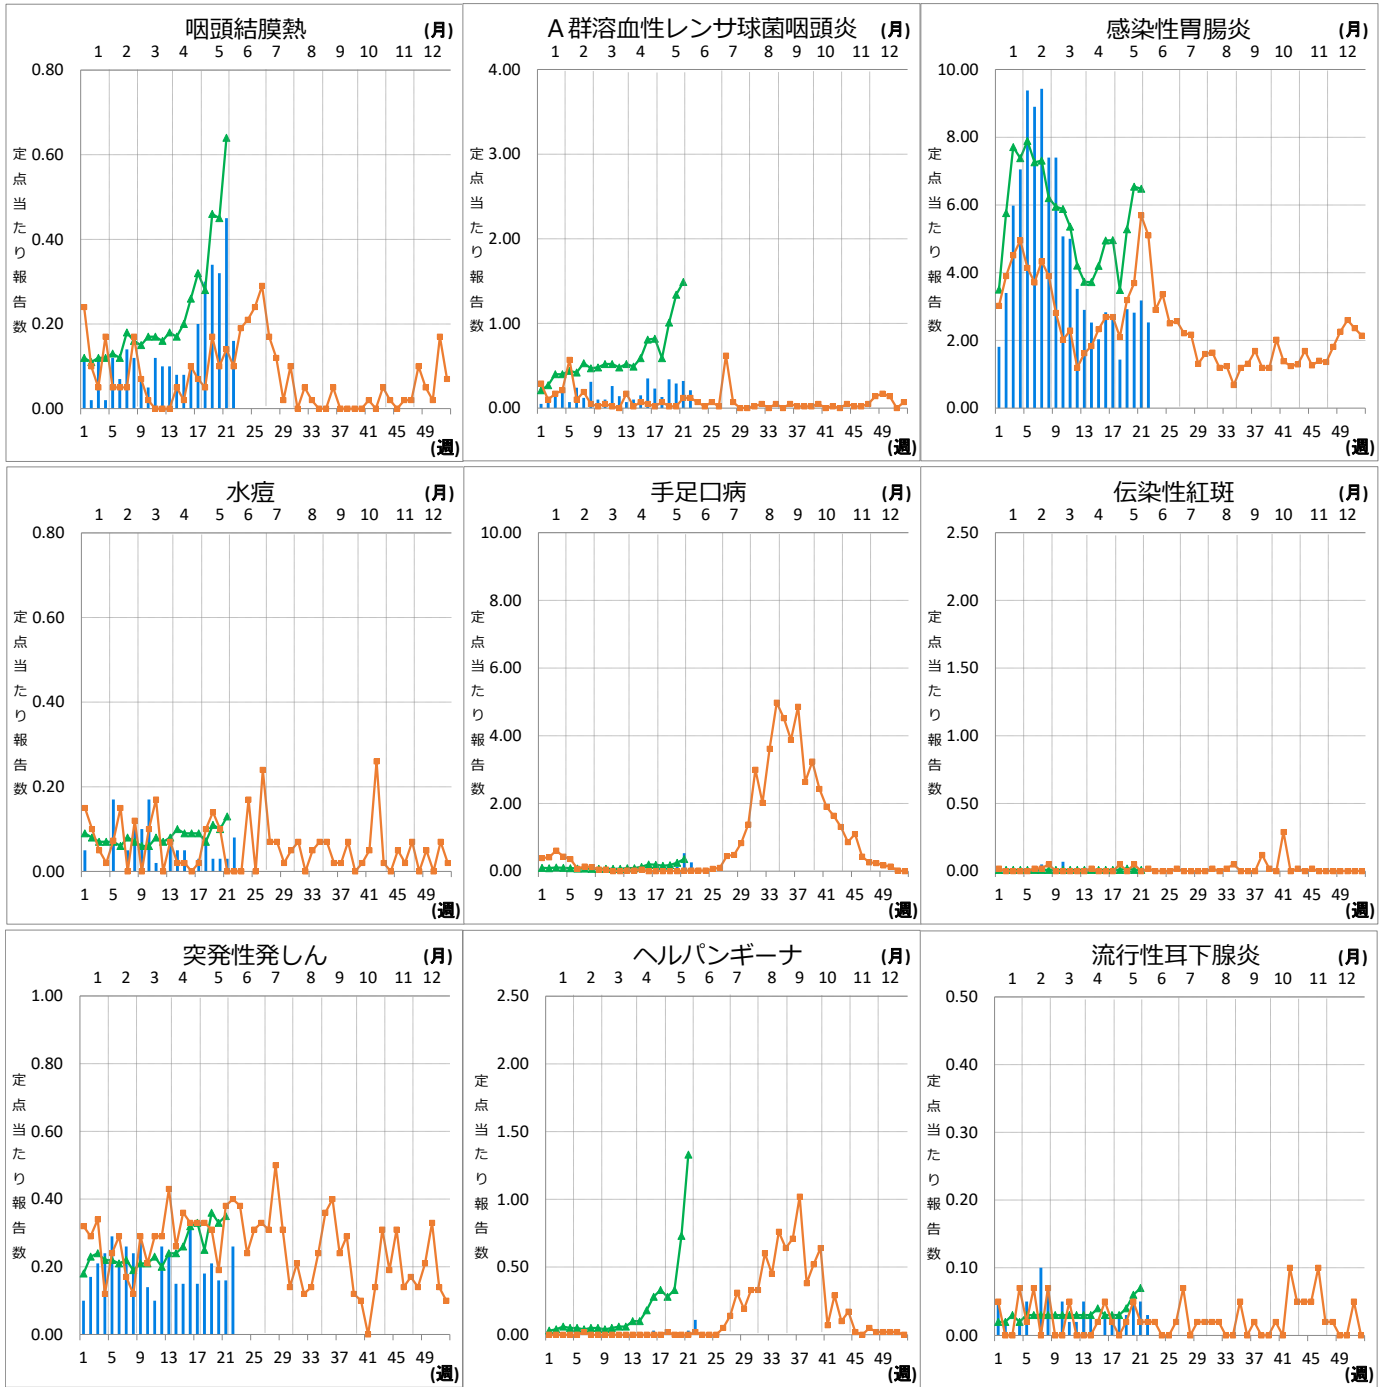 咽頭結膜熱
(月)
1 2 3 4 5 6 7 8 9 10 11 12
定点当たり報告数
0.80
0.60
0.40
0.20
0.00
1 5 9 13 17 21 25 29 33 37 41 45 49
(週)
A群溶血性レンサ球菌咽頭炎
(月)
1 2 3 4 5 6 7 8 9 10 11 12
定点当たり報告数
4.00
3.00
2.00
1.00
0.00
1 5 9 13 17 21 25 29 33 37 41 45 49
(週)
感染性胃腸炎
(月)
1 2 3 4 5 6 7 8 9 10 11 12
定点当たり報告数
10.00
8.00
6.00
4.00
2.00
0.00
1 5 9 13 17 21 25 29 33 37 41 45 49
(週)
水痘
(月)
1 2 3 4 5 6 7 8 9 10 11 12
定点当たり報告数
0.80
0.60
0.40
0.20
0.00
1 5 9 13 17 21 25 29 33 37 41 45 49
(週)
手足口病
(月)
1 2 3 4 5 6 7 8 9 10 11 12
定点当たり報告数
10.00
8.00
6.00
4.00
2.00
0.00
1 5 9 13 17 21 25 29 33 37 41 45 49
(週)
伝染性紅斑
(月)
1 2 3 4 5 6 7 8 9 10 11 12
定点当たり報告数
2.50
2.00
1.50
1.00
0.50
0.00
1 5 9 13 17 21 25 29 33 37 41 45 49
(週)
突発性発しん
(月)
1 2 3 4 5 6 7 8 9 10 11 12
定点当たり報告数
1.00
0.80
0.60
0.40
0.20
0.00
1 5 9 13 17 21 25 29 33 37 41 45 49
(週)
ヘルパンギーナ
(月)
1 2 3 4 5 6 7 8 9 10 11 12
定点当たり報告数
2.50
2.00
1.50
1.00
0.50
0.00
1 5 9 13 17 21 25 29 33 37 41 45 49
(週)
流行性耳下腺炎
(月)
1 2 3 4 5 6 7 8 9 10 11 12
定点当たり報告数
0.50
0.40
0.30
0.20
0.10
0.00
1 5 9 13 17 21 25 29 33 37 41 45 49
(週)